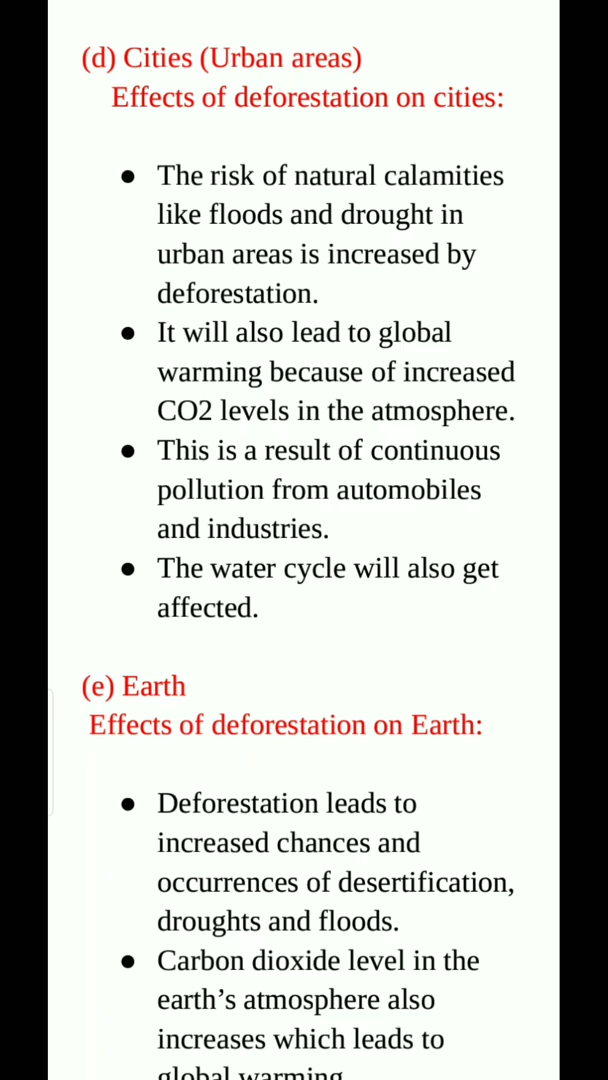 (d) Cities (Urban areas)
Effects of deforestation on cities:
● The risk of natural calamities
like floods and drought in
urban areas is increased by
deforestation.
● It will also lead to global
warming because of increased
CO2 levels in the atmosphere.
● This is a result of continuous
pollution from automobiles
and industries.
● The water cycle will also get
affected.
(e) Earth
Effects of deforestation on Earth:
● Deforestation leads to
increased chances and
occurrences of desertification,
droughts and floods.
● Carbon dioxide level in the
earth’s atmosphere also
increases which leads to
global warming